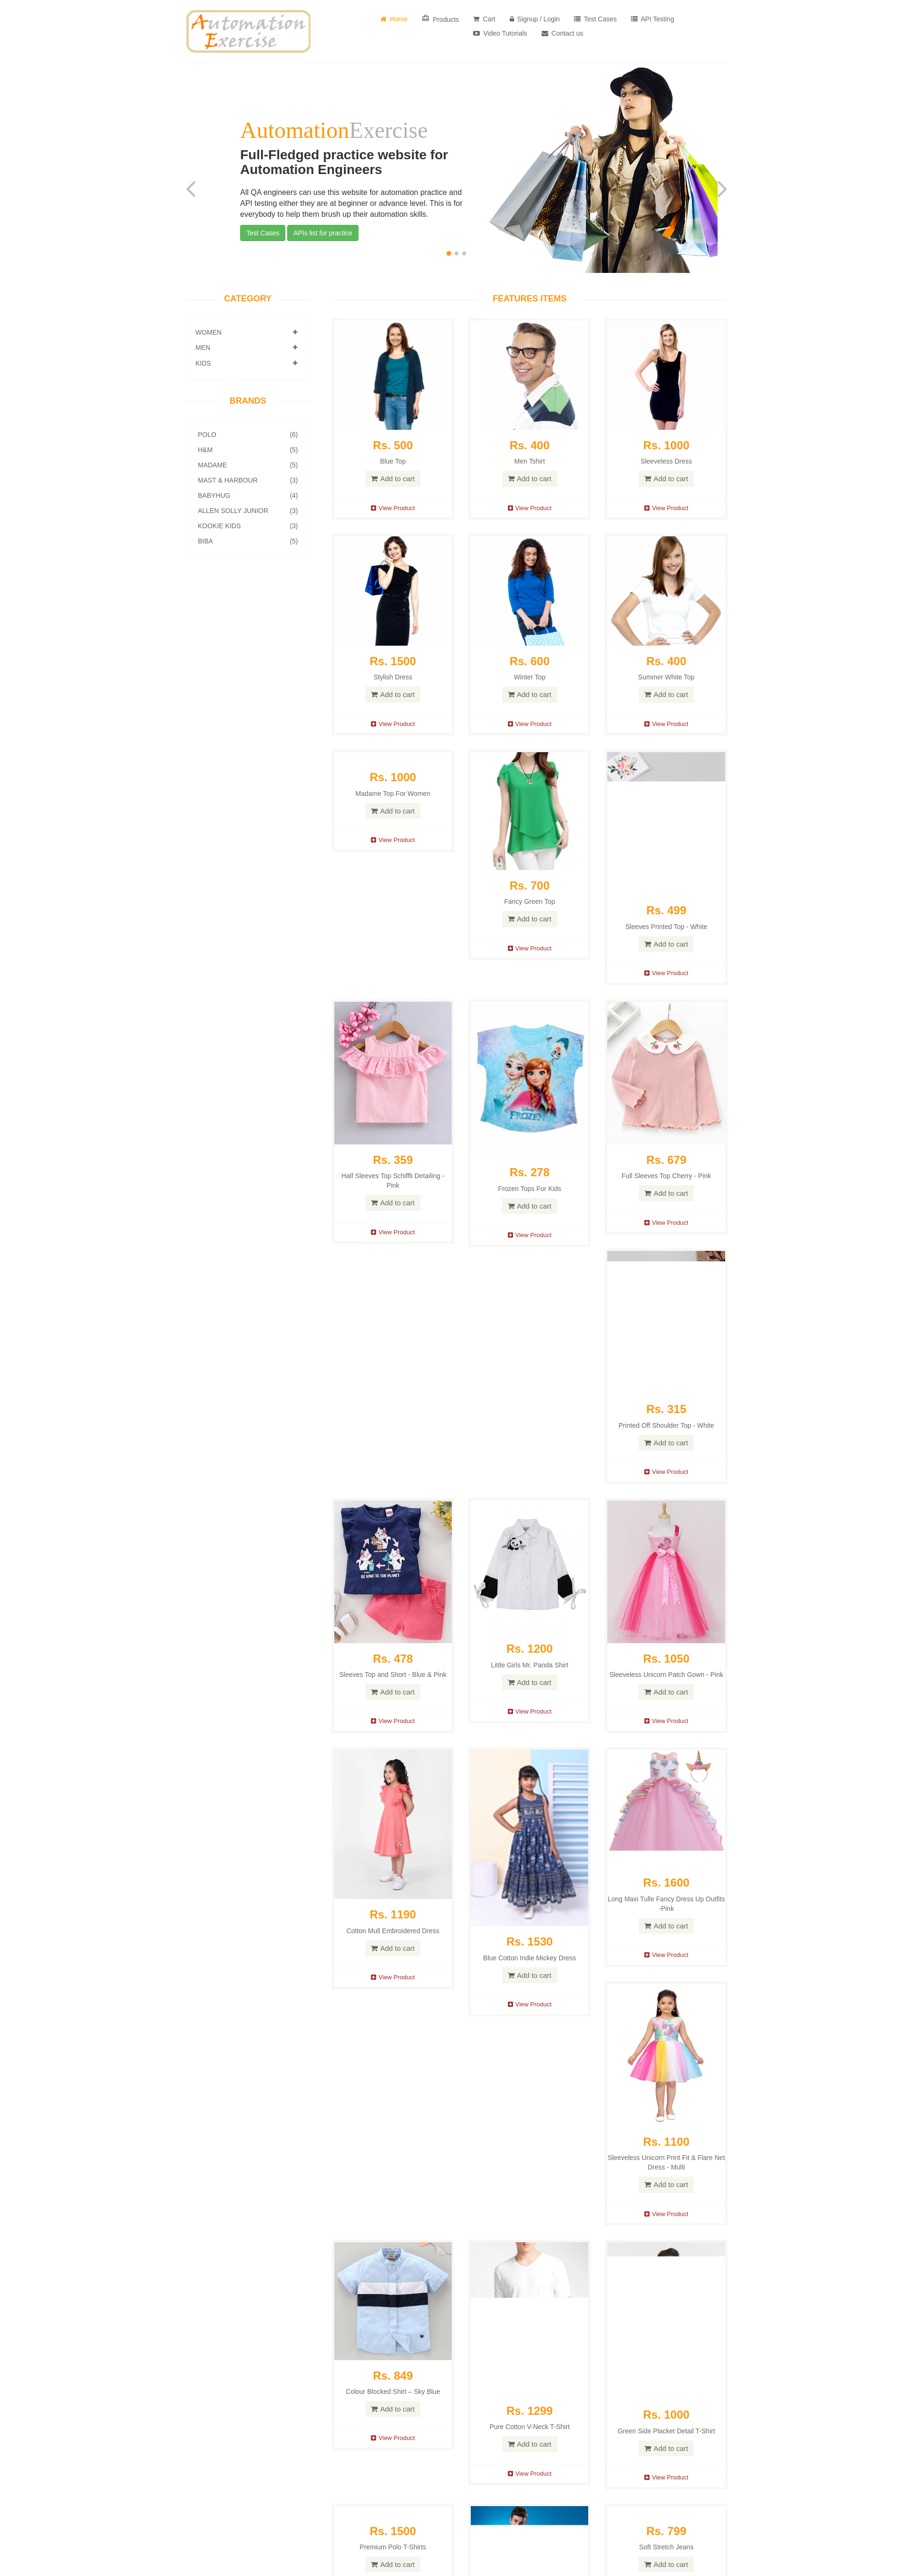 Automation
Exercise
Home
Products
Cart
Signup / Login
Test Cases
API Testing
Video Tutorials
Contact us
AutomationExercise
Full-Fledged practice website for
Automation Engineers
All QA engineers can use this website for automation practice and
API testing either they are at beginner or advance level. This is for
everybody to help them brush up their automation skills.
Test Cases
APIs list for practice
CATEGORY
WOMEN
MEN
KIDS
BRANDS
POLO (6)
H&M (5)
MADAME (5)
MAST & HARBOUR (3)
BABYHUG (4)
ALLEN SOLLY JUNIOR (3)
KOOKIE KIDS (3)
BIBA (5)
FEATURES ITEMS
Rs. 500
Blue Top
Add to cart
View Product
Rs. 400
Men Tshirt
Add to cart
View Product
Rs. 1000
Sleeveless Dress
Add to cart
View Product
Rs. 1500
Stylish Dress
Add to cart
View Product
Rs. 600
Winter Top
Add to cart
View Product
Rs. 400
Summer White Top
Add to cart
View Product
Rs. 1000
Madame Top For Women
Add to cart
View Product
Rs. 700
Fancy Green Top
Add to cart
View Product
Rs. 499
Sleeves Printed Top - White
Add to cart
View Product
Rs. 359
Half Sleeves Top Schiffli Detailing -
Pink
Add to cart
View Product
FROZEN
Rs. 278
Frozen Tops For Kids
Add to cart
View Product
Rs. 679
Full Sleeves Top Cherry - Pink
Add to cart
View Product
Rs. 315
Printed Off Shoulder Top - White
Add to cart
View Product
BE KIND TO THE PLANET
Rs. 478
Sleeves Top and Short - Blue & Pink
Add to cart
View Product
Rs. 1200
Little Girls Mr. Panda Shirt
Add to cart
View Product
Rs. 1050
Sleeveless Unicorn Patch Gown - Pink
Add to cart
View Product
Rs. 1190
Cotton Mull Embroidered Dress
Add to cart
View Product
Rs. 1530
Blue Cotton Indie Mickey Dress
Add to cart
View Product
Rs. 1600
Long Maxi Tulle Fancy Dress Up Outfits
-Pink
Add to cart
View Product
Rs. 1100
Sleeveless Unicorn Print Fit & Flare Net
Dress - Multi
Add to cart
View Product
Rs. 849
Colour Blocked Shirt – Sky Blue
Add to cart
View Product
Rs. 1299
Pure Cotton V-Neck T-Shirt
Add to cart
View Product
Rs. 1000
Green Side Placket Detail T-Shirt
Add to cart
View Product
Rs. 1500
Premium Polo T-Shirts
Add to cart
Rs. 799
Soft Stretch Jeans
Add to cart